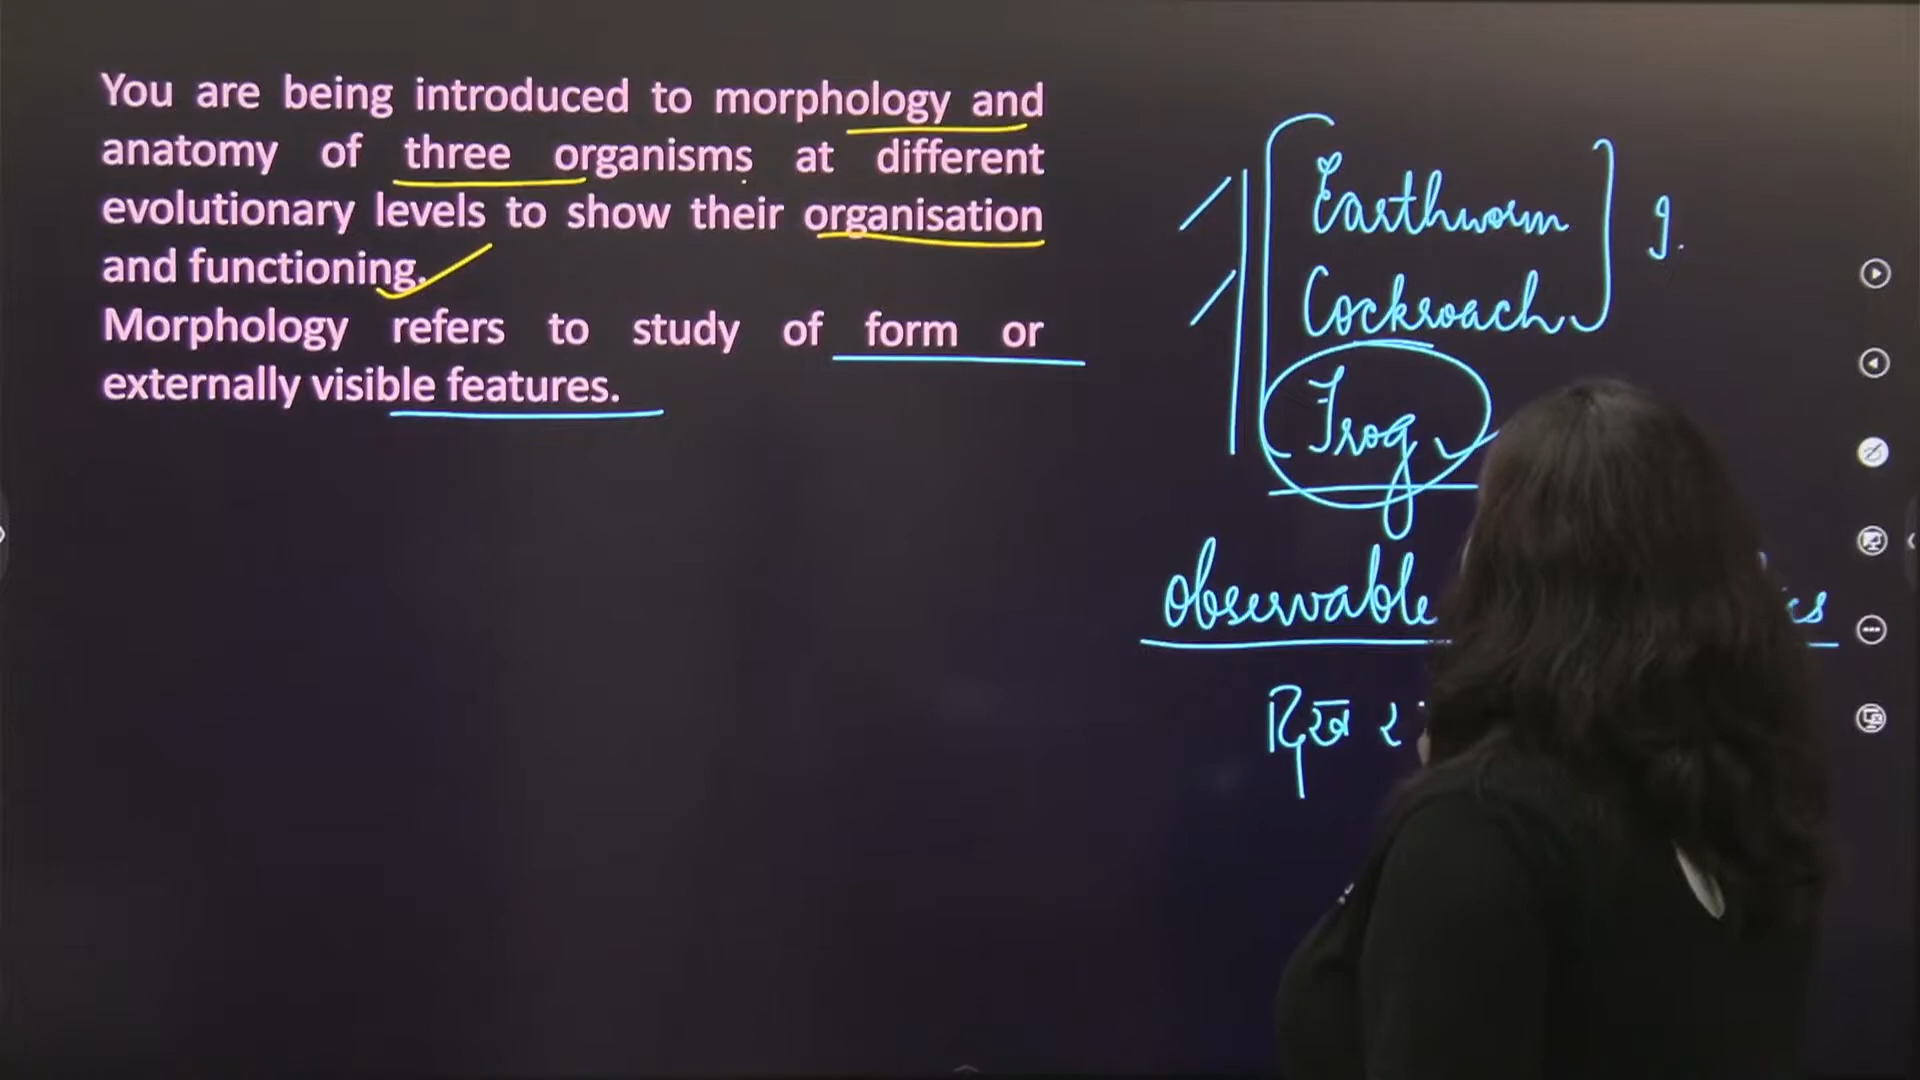 You are being introduced to morphology and
anatomy of three organisms at different
evolutionary levels to show their organisation
and functioning.
Morphology refers to study of form or
externally visible features.
Earthworm
Cockroach
g.
Frog
observable